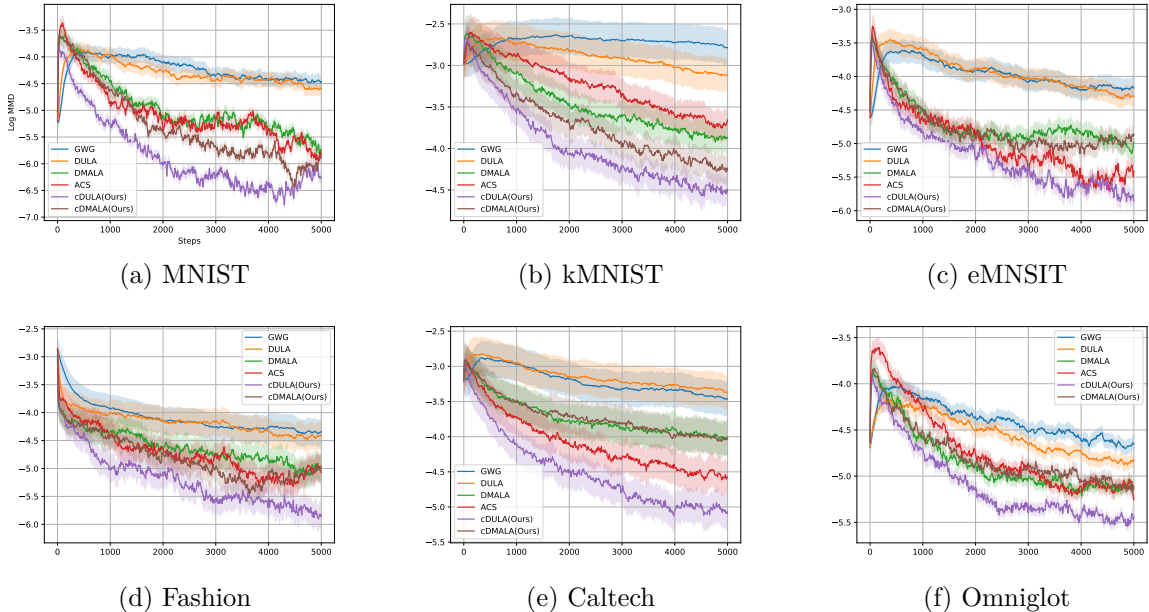 −3.5
−4.0
−4.5
−5.0
−5.5
−6.0
−6.5
−7.0
Log MMD
GWG
DULA
DMALA
ACS
cDULA(Ours)
cDMALA(Ours)
0 1000 2000 3000 4000 5000
Steps
(a) MNIST
−2.5
−3.0
−3.5
−4.0
−4.5
GWG
DULA
DMALA
ACS
cDULA(Ours)
cDMALA(Ours)
0 1000 2000 3000 4000 5000
(b) kMNIST
−3.0
−3.5
−4.0
−4.5
−5.0
−5.5
−6.0
GWG
DULA
DMALA
ACS
cDULA(Ours)
cDMALA(Ours)
0 1000 2000 3000 4000 5000
(c) eMNSIT
−2.5
−3.0
−3.5
−4.0
−4.5
−5.0
−5.5
−6.0
GWG
DULA
DMALA
ACS
cDULA(Ours)
cDMALA(Ours)
0 1000 2000 3000 4000 5000
(d) Fashion
−2.5
−3.0
−3.5
−4.0
−4.5
−5.0
−5.5
GWG
DULA
DMALA
ACS
cDULA(Ours)
cDMALA(Ours)
0 1000 2000 3000 4000 5000
(e) Caltech
−3.5
−4.0
−4.5
−5.0
−5.5
GWG
DULA
DMALA
ACS
cDULA(Ours)
cDMALA(Ours)
0 1000 2000 3000 4000 5000
(f) Omniglot